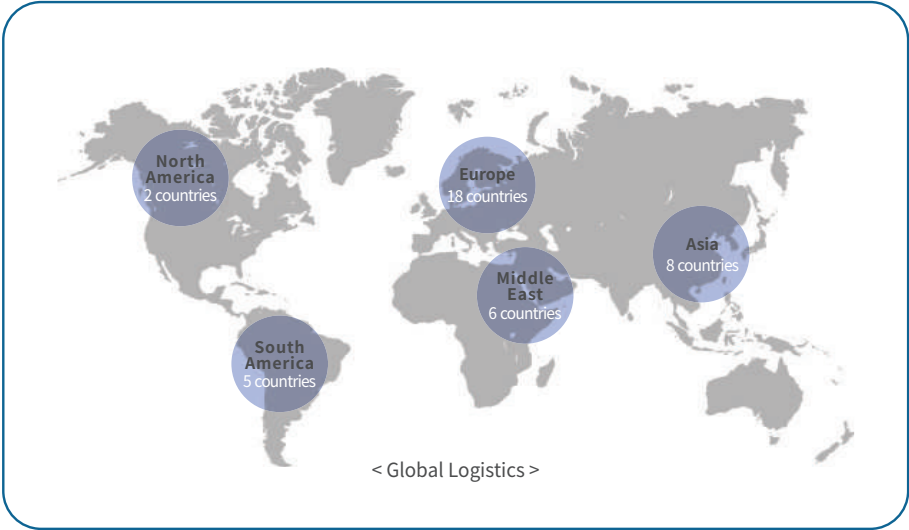 North
America
2 countries
Europe
18 countries
Asia
8 countries
Middle
East
6 countries
South
America
5 countries
< Global Logistics >